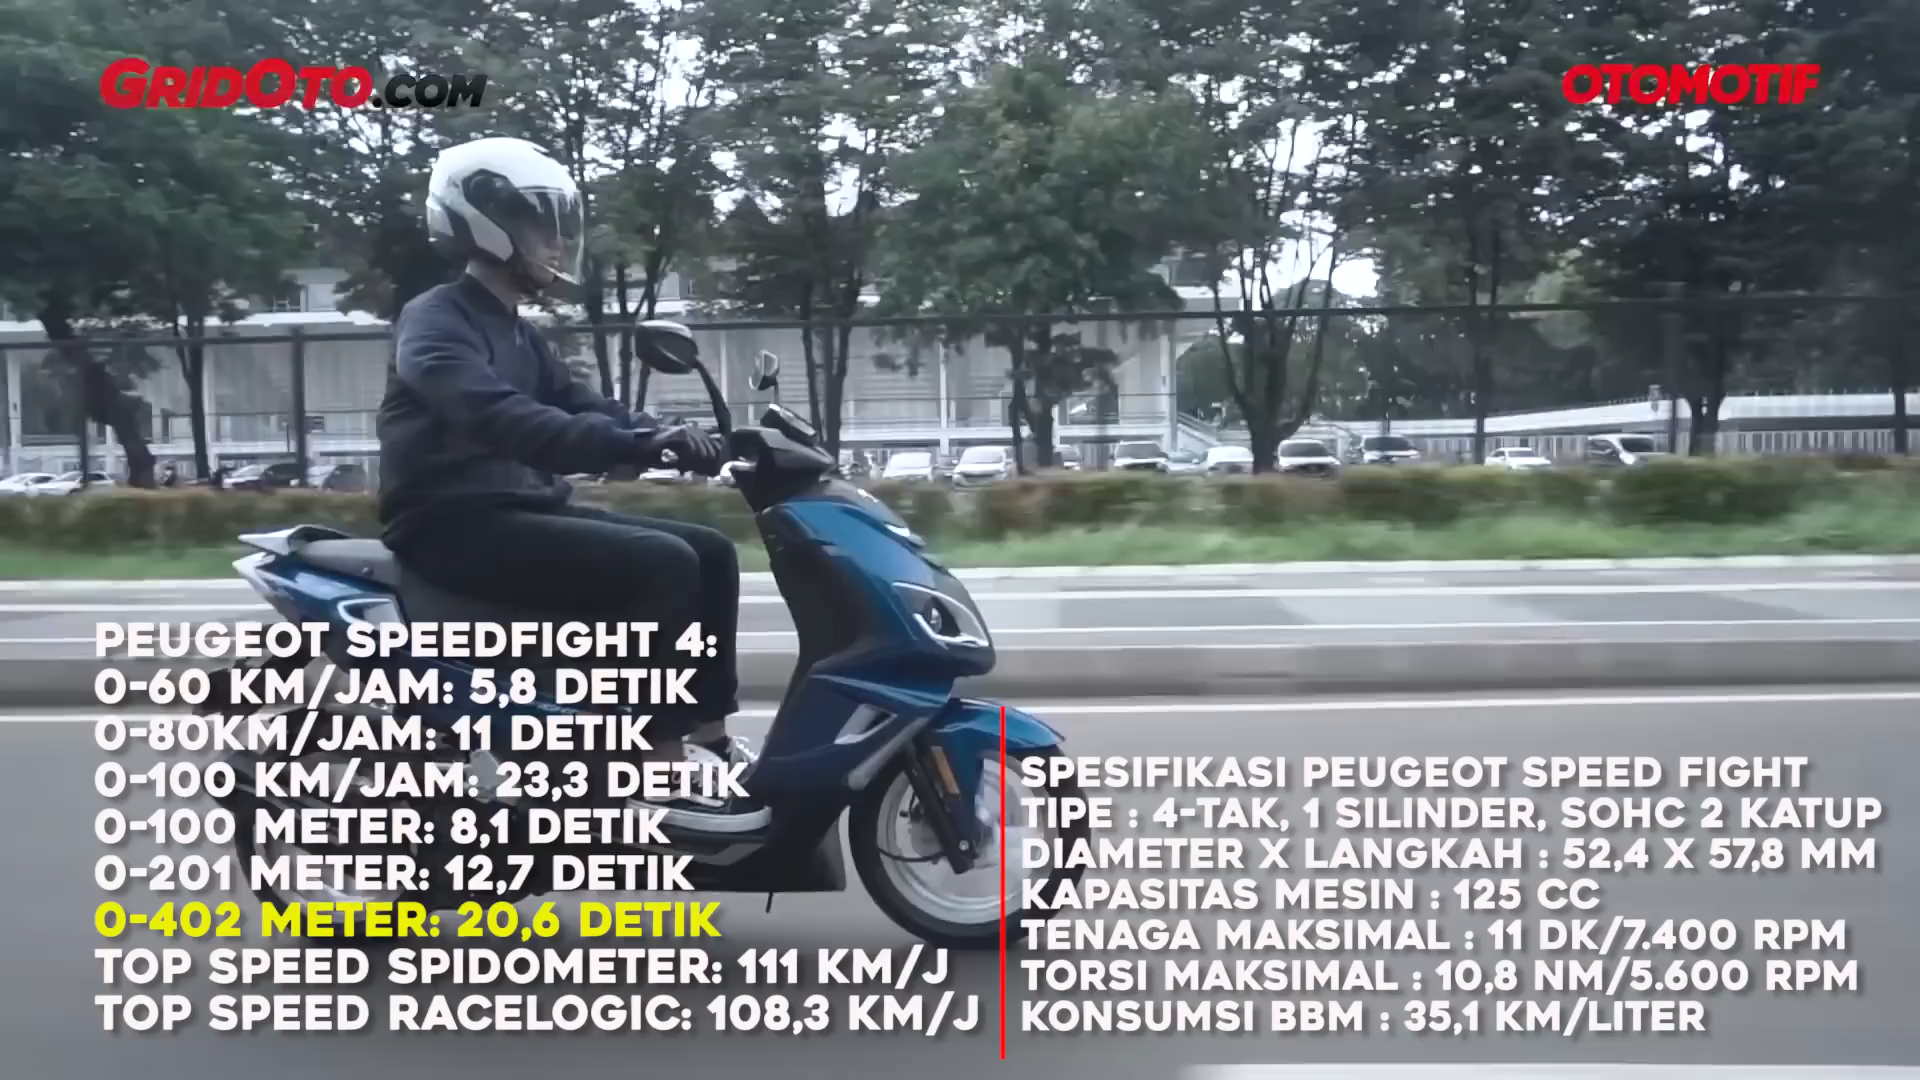 GRIDOTO.COM
OTOMOTIF
PEUGEOT SPEEDFIGHT 4:
0-60 KM/JAM: 5,8 DETIK
0-80KM/JAM: 11 DETIK
0-100 KM/JAM: 23,3 DETIK
0-100 METER: 8,1 DETIK
0-201 METER: 12,7 DETIK
0-402 METER: 20,6 DETIK
TOP SPEED SPIDOMETER: 111 KM/J
TOP SPEED RACELOGIC: 108,3 KM/J
SPESIFIKASI PEUGEOT SPEED FIGHT
TIPE : 4-TAK, 1 SILINDER, SOHC 2 KATUP
DIAMETER X LANGKAH : 52,4 X 57,8 MM
KAPASITAS MESIN : 125 CC
TENAGA MAKSIMAL : 11 DK/7.400 RPM
TORSI MAKSIMAL : 10,8 NM/5.600 RPM
KONSUMSI BBM : 35,1 KM/LITER